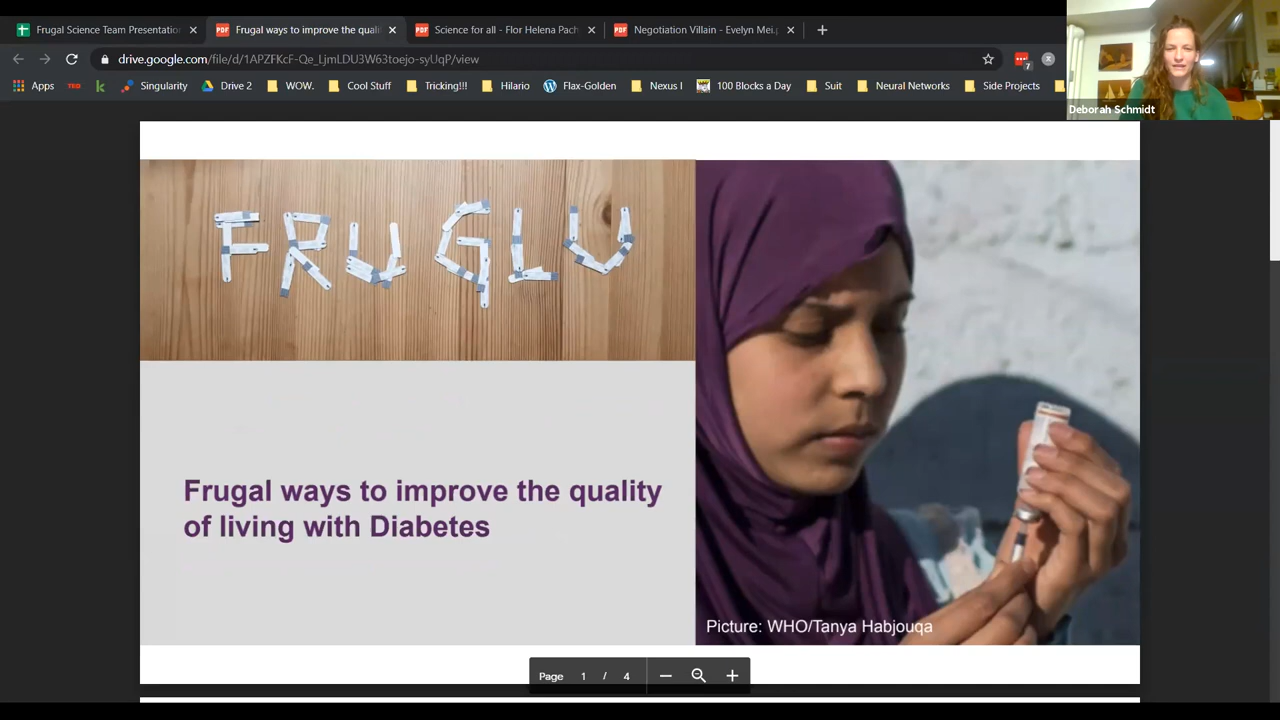 Frugal Science Team Presentation
Frugal ways to improve the quali
Science for all - Flor Helena Pach
Negotiation Villain - Evelyn Mei.p
drive.google.com/file/d/1APZFKcF-Qe_LjmLDU3W63toejo-syUqP/view
7
Apps
TED
k
Singularity
Drive 2
WOW.
Cool Stuff
Tricking!!!
Hilario
Flax-Golden
Nexus I
100 Blocks a Day
Suit
Neural Networks
Side Projects
Deborah Schmidt
FRUGLU
Frugal ways to improve the quality
of living with Diabetes
Picture: WHO/Tanya Habjouqa
Page 1 / 4